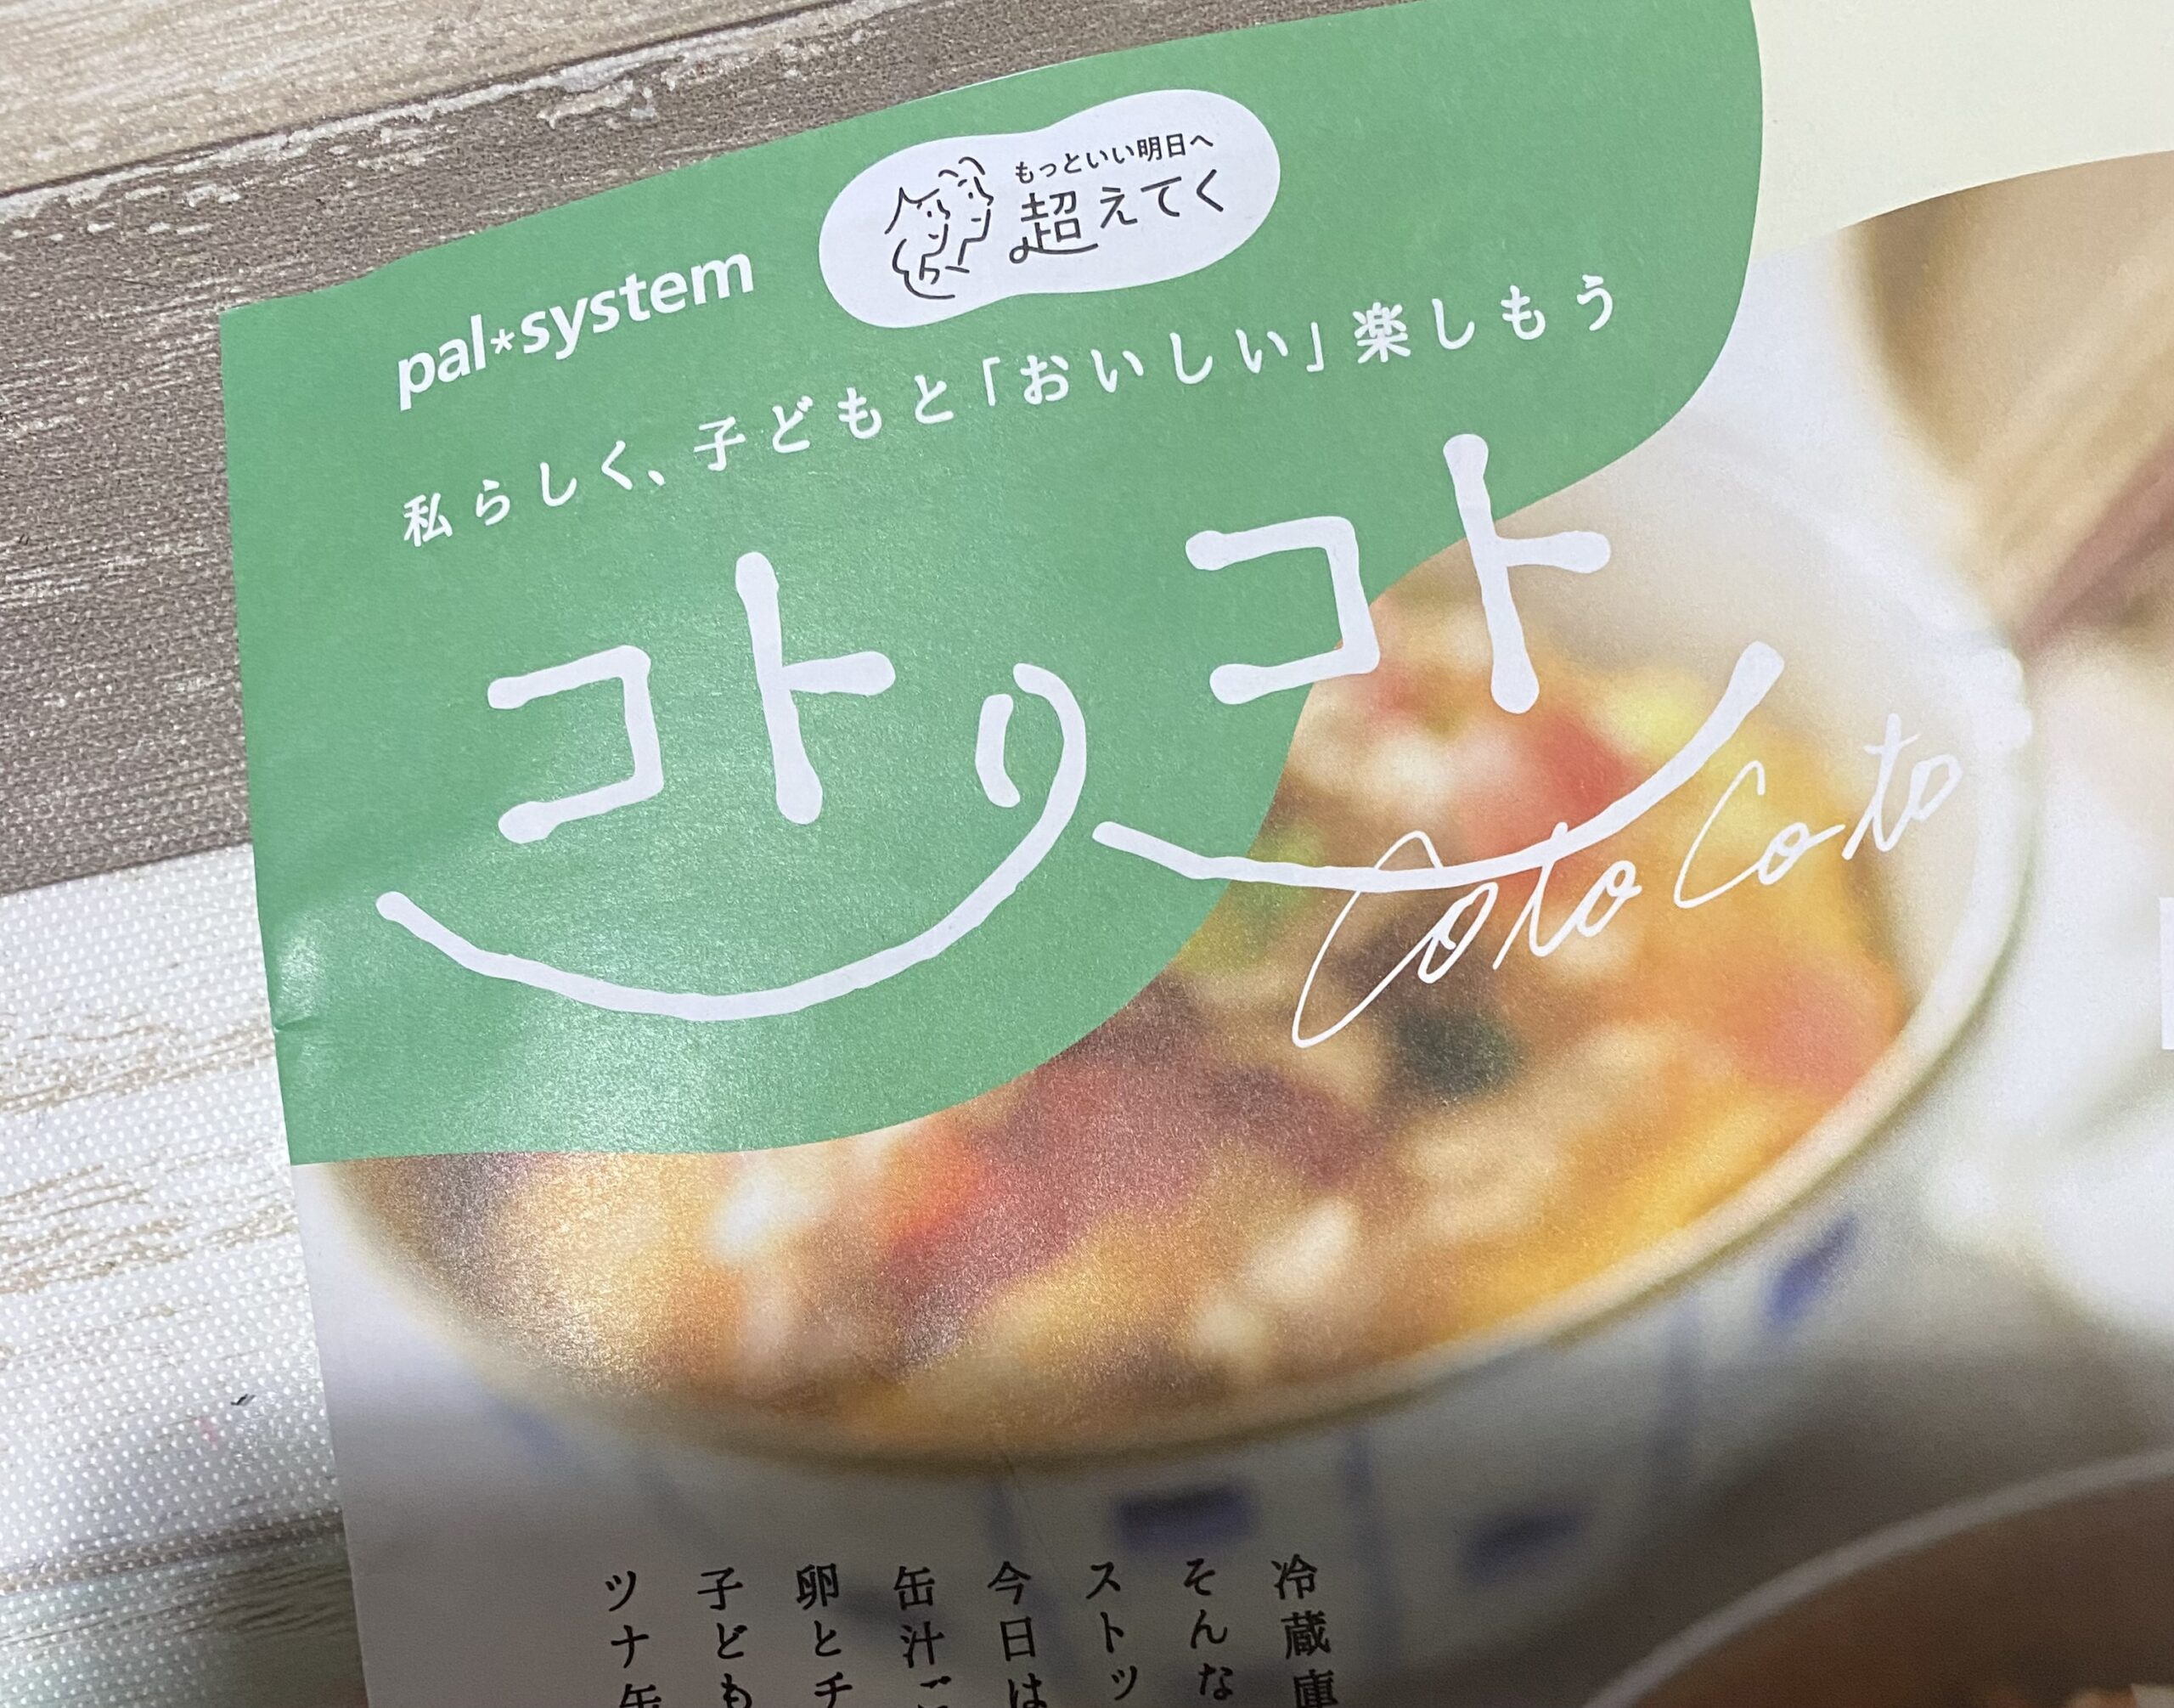 pal*system
もっといい明日へ
超えてく
私らしく、子どもと「おいしい」楽しもう
コトコト
Coto Coto
冷蔵庫
そんな
ストッ
今日は
缶汁ご
卵とチ
子ども
ツナ缶